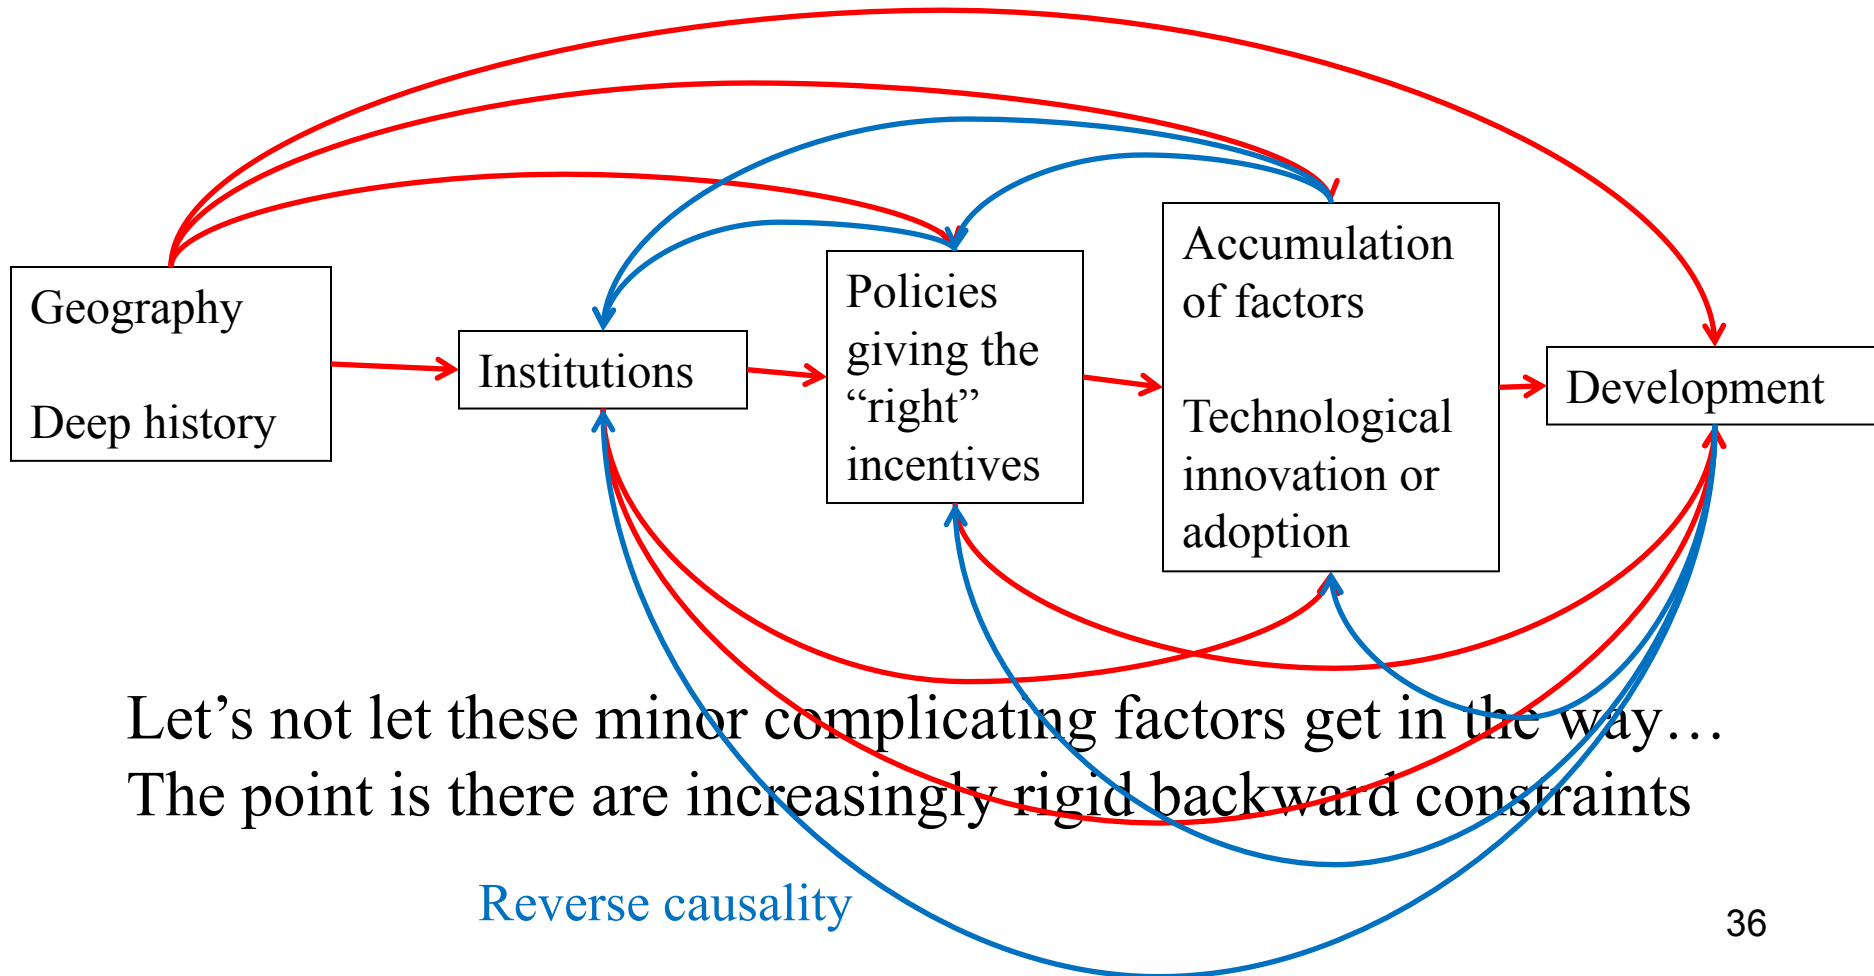 Geography
Deep history
Institutions
Policies
giving the
“right”
incentives
Accumulation
of factors
Technological
innovation or
adoption
Development
Let’s not let these minor complicating factors get in the way…
The point is there are increasingly rigid backward constraints
Reverse causality
36